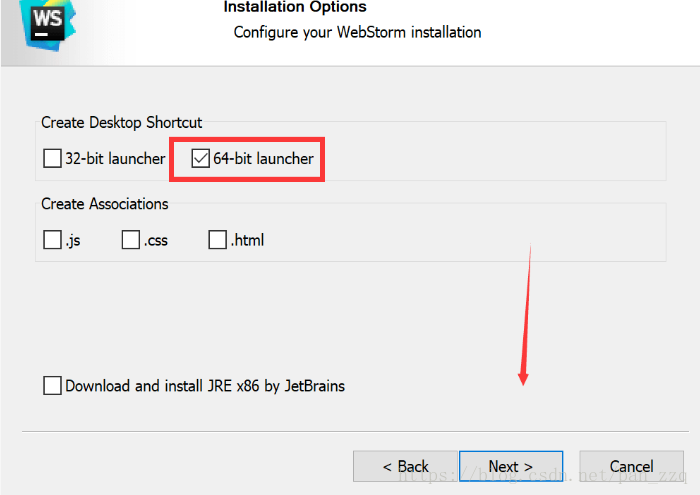 WS
Installation Options
Configure your WebStorm installation
Create Desktop Shortcut
32-bit launcher 64-bit launcher
Create Associations
.js .css .html
Download and install JRE x86 by JetBrains
< Back Next > Cancel
https://blog.csdn.net/pan_zzq